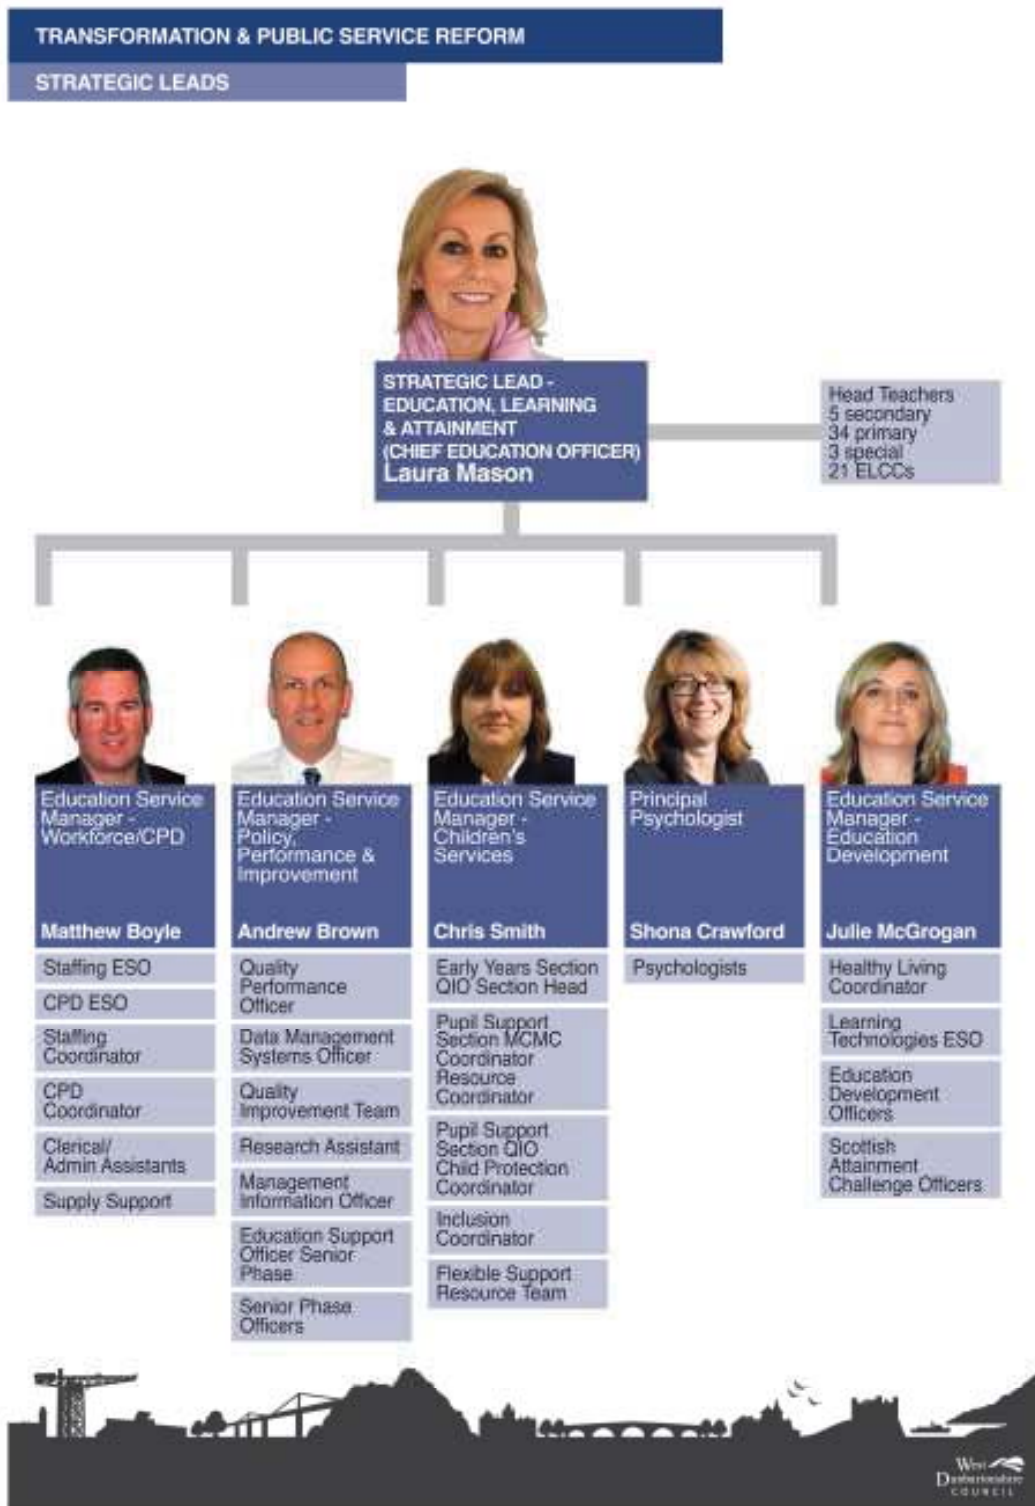 TRANSFORMATION & PUBLIC SERVICE REFORM
STRATEGIC LEADS
STRATEGIC LEAD -
EDUCATION, LEARNING
& ATTAINMENT
(CHIEF EDUCATION OFFICER)
Laura Mason
Head Teachers
5 secondary
34 primary
3 special
21 ELCCs
Education Service
Manager -
Workforce/CPD
Matthew Boyle
Staffing ESO
CPD ESO
Staffing
Coordinator
CPD
Coordinator
Clerical/
Admin Assistants
Supply Support
Education Service
Manager -
Policy,
Performance &
Improvement
Andrew Brown
Quality
Performance
Officer
Data Management
Systems Officer
Quality
Improvement Team
Research Assistant
Management
Information Officer
Education Support
Officer Senior
Phase
Senior Phase
Officers
Education Service
Manager -
Children's
Services
Chris Smith
Early Years Section
QIO Section Head
Pupil Support
Section MCMC
Coordinator
Resource
Coordinator
Pupil Support
Section QIO
Child Protection
Coordinator
Inclusion
Coordinator
Flexible Support
Resource Team
Principal
Psychologist
Shona Crawford
Psychologists
Education Service
Manager -
Education
Development
Julie McGrogan
Healthy Living
Coordinator
Learning
Technologies ESO
Education
Development
Officers
Scottish
Attainment
Challenge Officers
West
Dunbartonshire
COUNCIL